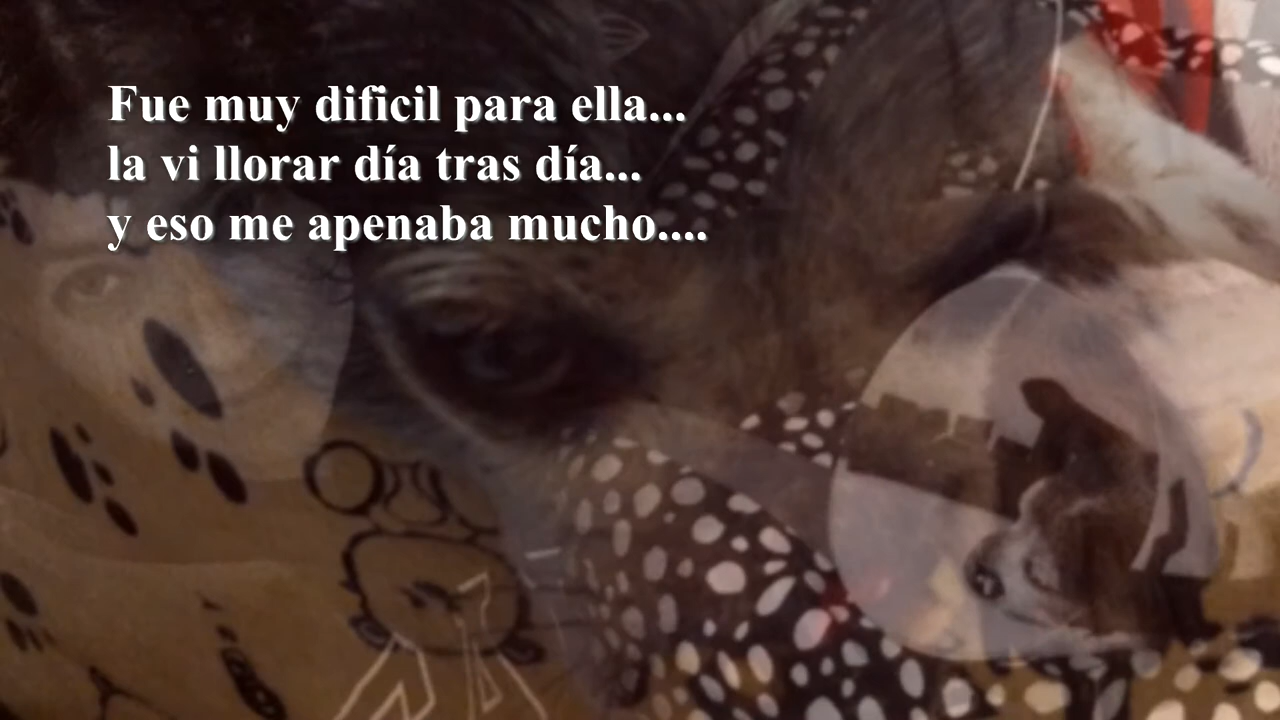 Fue muy dificil para ella...
la vi llorar día tras día...
y eso me apenaba mucho....